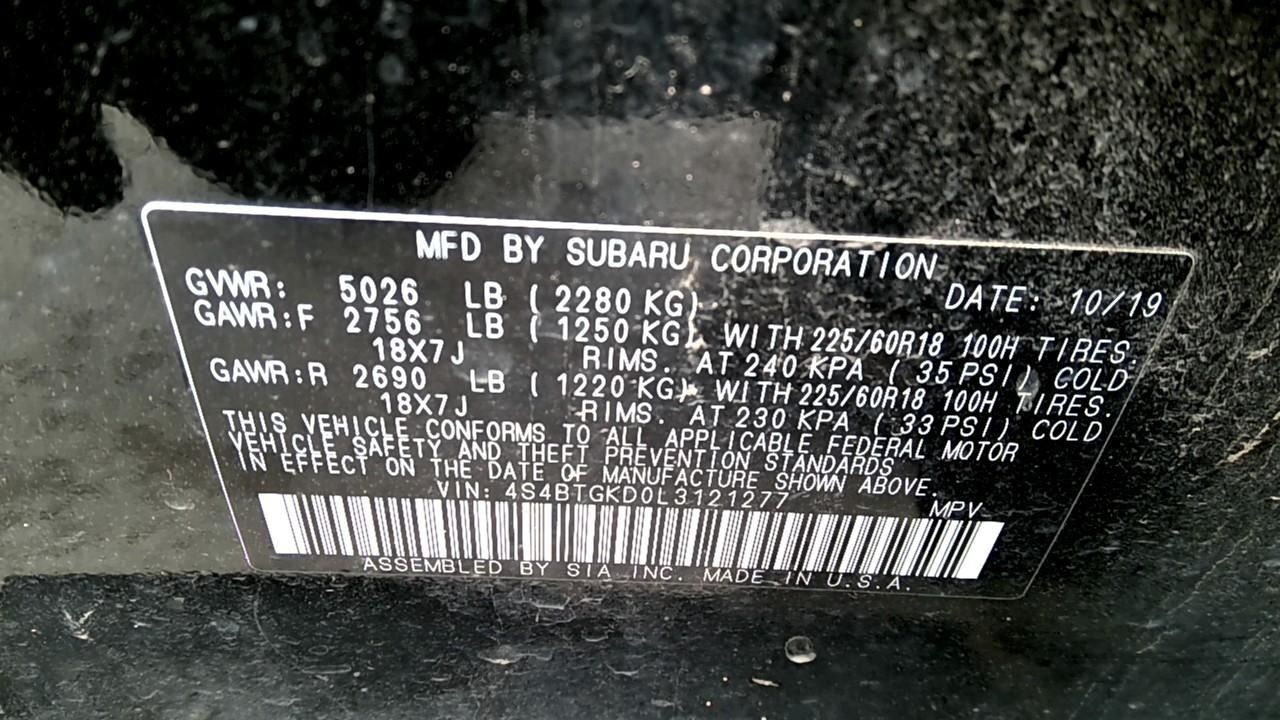 MFD BY SUBARU CORPORATION
GVWR: 5026 LB ( 2280 KG) DATE: 10/19
GAWR:F 2756 LB ( 1250 KG) WITH 225/60R18 100H TIRES.
18X7J RIMS. AT 240 KPA ( 35 PSI) COLD
GAWR:R 2690 LB ( 1220 KG) WITH 225/60R18 100H TIRES.
18X7J RIMS. AT 230 KPA ( 33 PSI) COLD
THIS VEHICLE CONFORMS TO ALL APPLICABLE FEDERAL MOTOR
VEHICLE SAFETY AND THEFT PREVENTION STANDARDS
IN EFFECT ON THE DATE OF MANUFACTURE SHOWN ABOVE.
VIN: 4S4BTGKD0L3121277 MPV
ASSEMBLED BY SIA INC. MADE IN U.S.A.